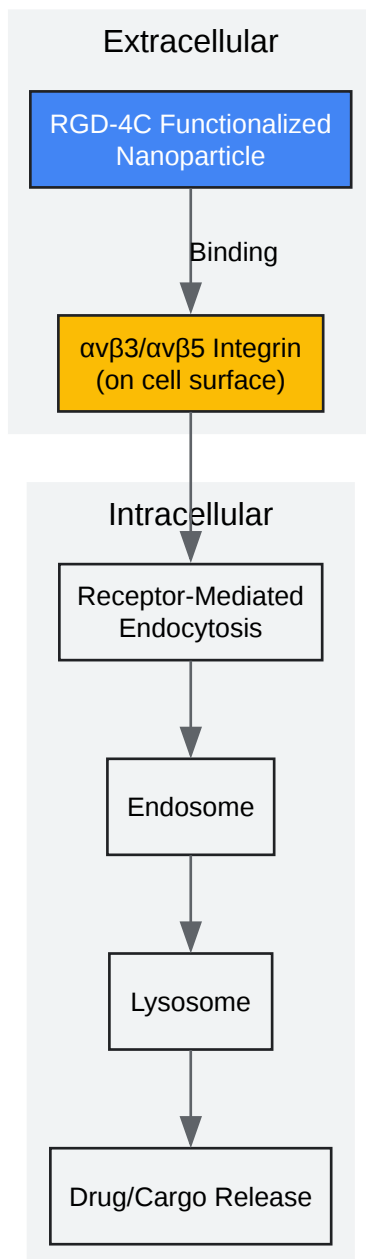 Extracellular
RGD-4C Functionalized
Nanoparticle
Binding
αvβ3/αvβ5 Integrin
(on cell surface)
Intracellular
Receptor-Mediated
Endocytosis
Endosome
Lysosome
Drug/Cargo Release